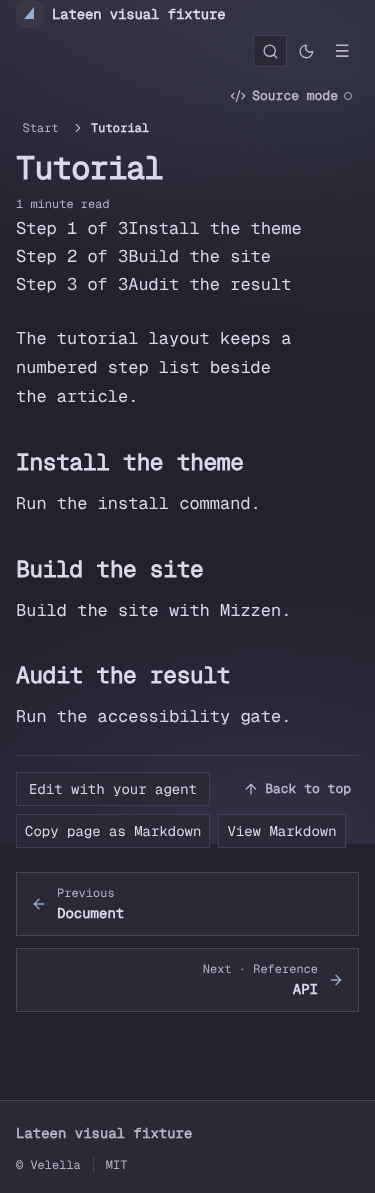 Lateen visual fixture
Source mode
Start > Tutorial
Tutorial
1 minute read
Step 1 of 3Install the theme
Step 2 of 3Build the site
Step 3 of 3Audit the result
The tutorial layout keeps a
numbered step list beside
the article.
Install the theme
Run the install command.
Build the site
Build the site with Mizzen.
Audit the result
Run the accessibility gate.
Edit with your agent
Back to top
Copy page as Markdown
View Markdown
Previous
Document
Next · Reference
API
Lateen visual fixture
© Velella
MIT